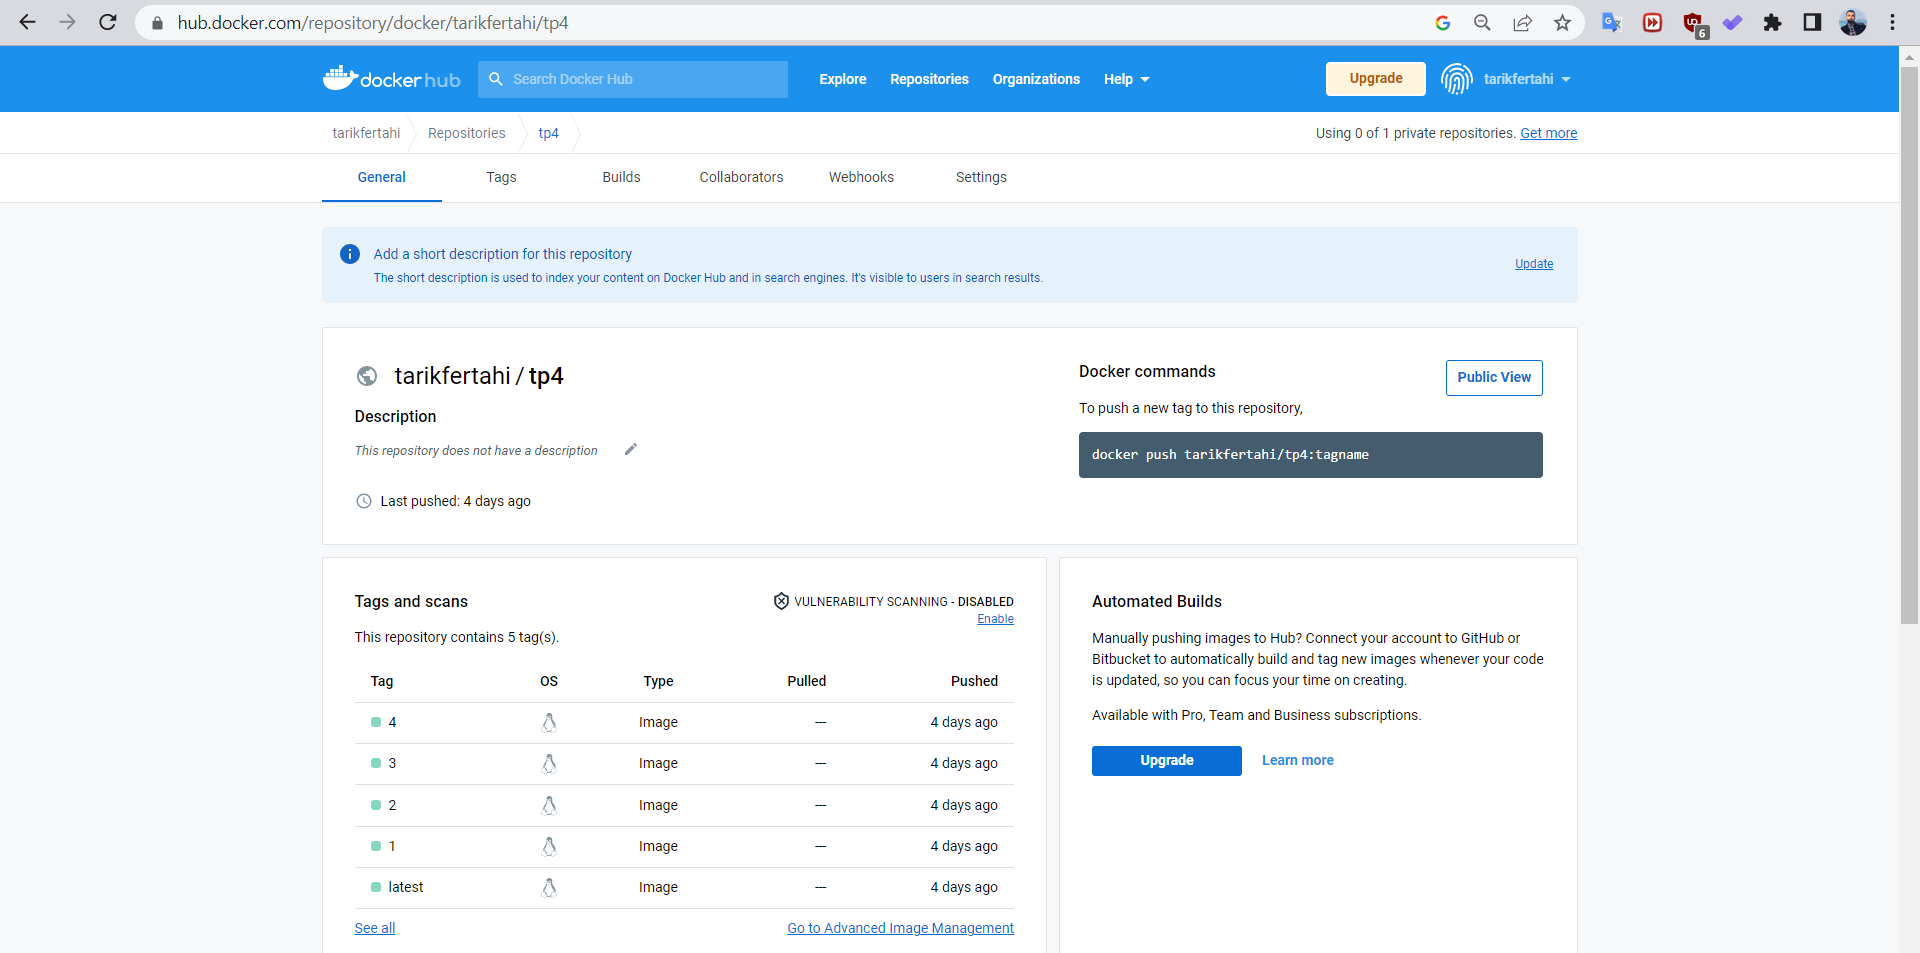 hub.docker.com/repository/docker/tarikfertahi/tp4
6
docker hub
Search Docker Hub
Explore
Repositories
Organizations
Help
Upgrade
tarikfertahi
tarikfertahi
Repositories
tp4
Using 0 of 1 private repositories. Get more
General
Tags
Builds
Collaborators
Webhooks
Settings
Add a short description for this repository
The short description is used to index your content on Docker Hub and in search engines. It's visible to users in search results.
Update
tarikfertahi / tp4
Description
This repository does not have a description
Last pushed: 4 days ago
Docker commands
Public View
To push a new tag to this repository,
docker push tarikfertahi/tp4:tagname
Tags and scans
VULNERABILITY SCANNING - DISABLED
Enable
This repository contains 5 tag(s).
Tag OS Type Pulled Pushed
4 Image --- 4 days ago
3 Image --- 4 days ago
2 Image --- 4 days ago
1 Image --- 4 days ago
latest Image --- 4 days ago
See all
Go to Advanced Image Management
Automated Builds
Manually pushing images to Hub? Connect your account to GitHub or
Bitbucket to automatically build and tag new images whenever your code
is updated, so you can focus your time on creating.
Available with Pro, Team and Business subscriptions.
Upgrade
Learn more